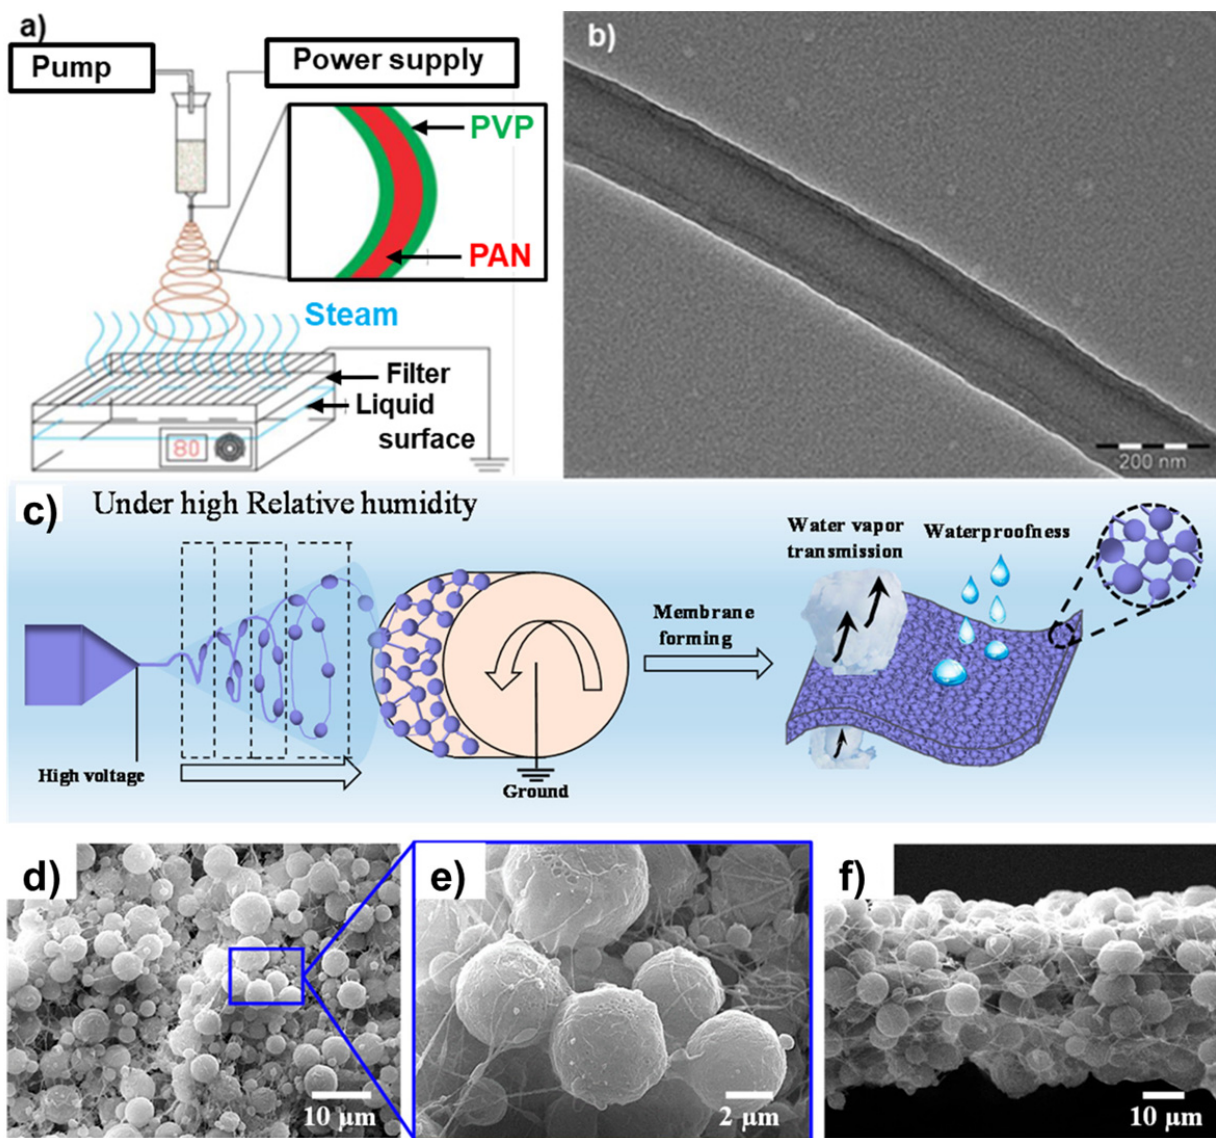 a)
Pump
Power supply
PVP
PAN
Steam
Filter
Liquid
surface
80
b)
200 nm
c)
Under high Relative humidity
High voltage
Ground
Membrane
forming
Water vapor
transmission
Waterproofness
d)
10 μm
e)
2 μm
f)
10 μm